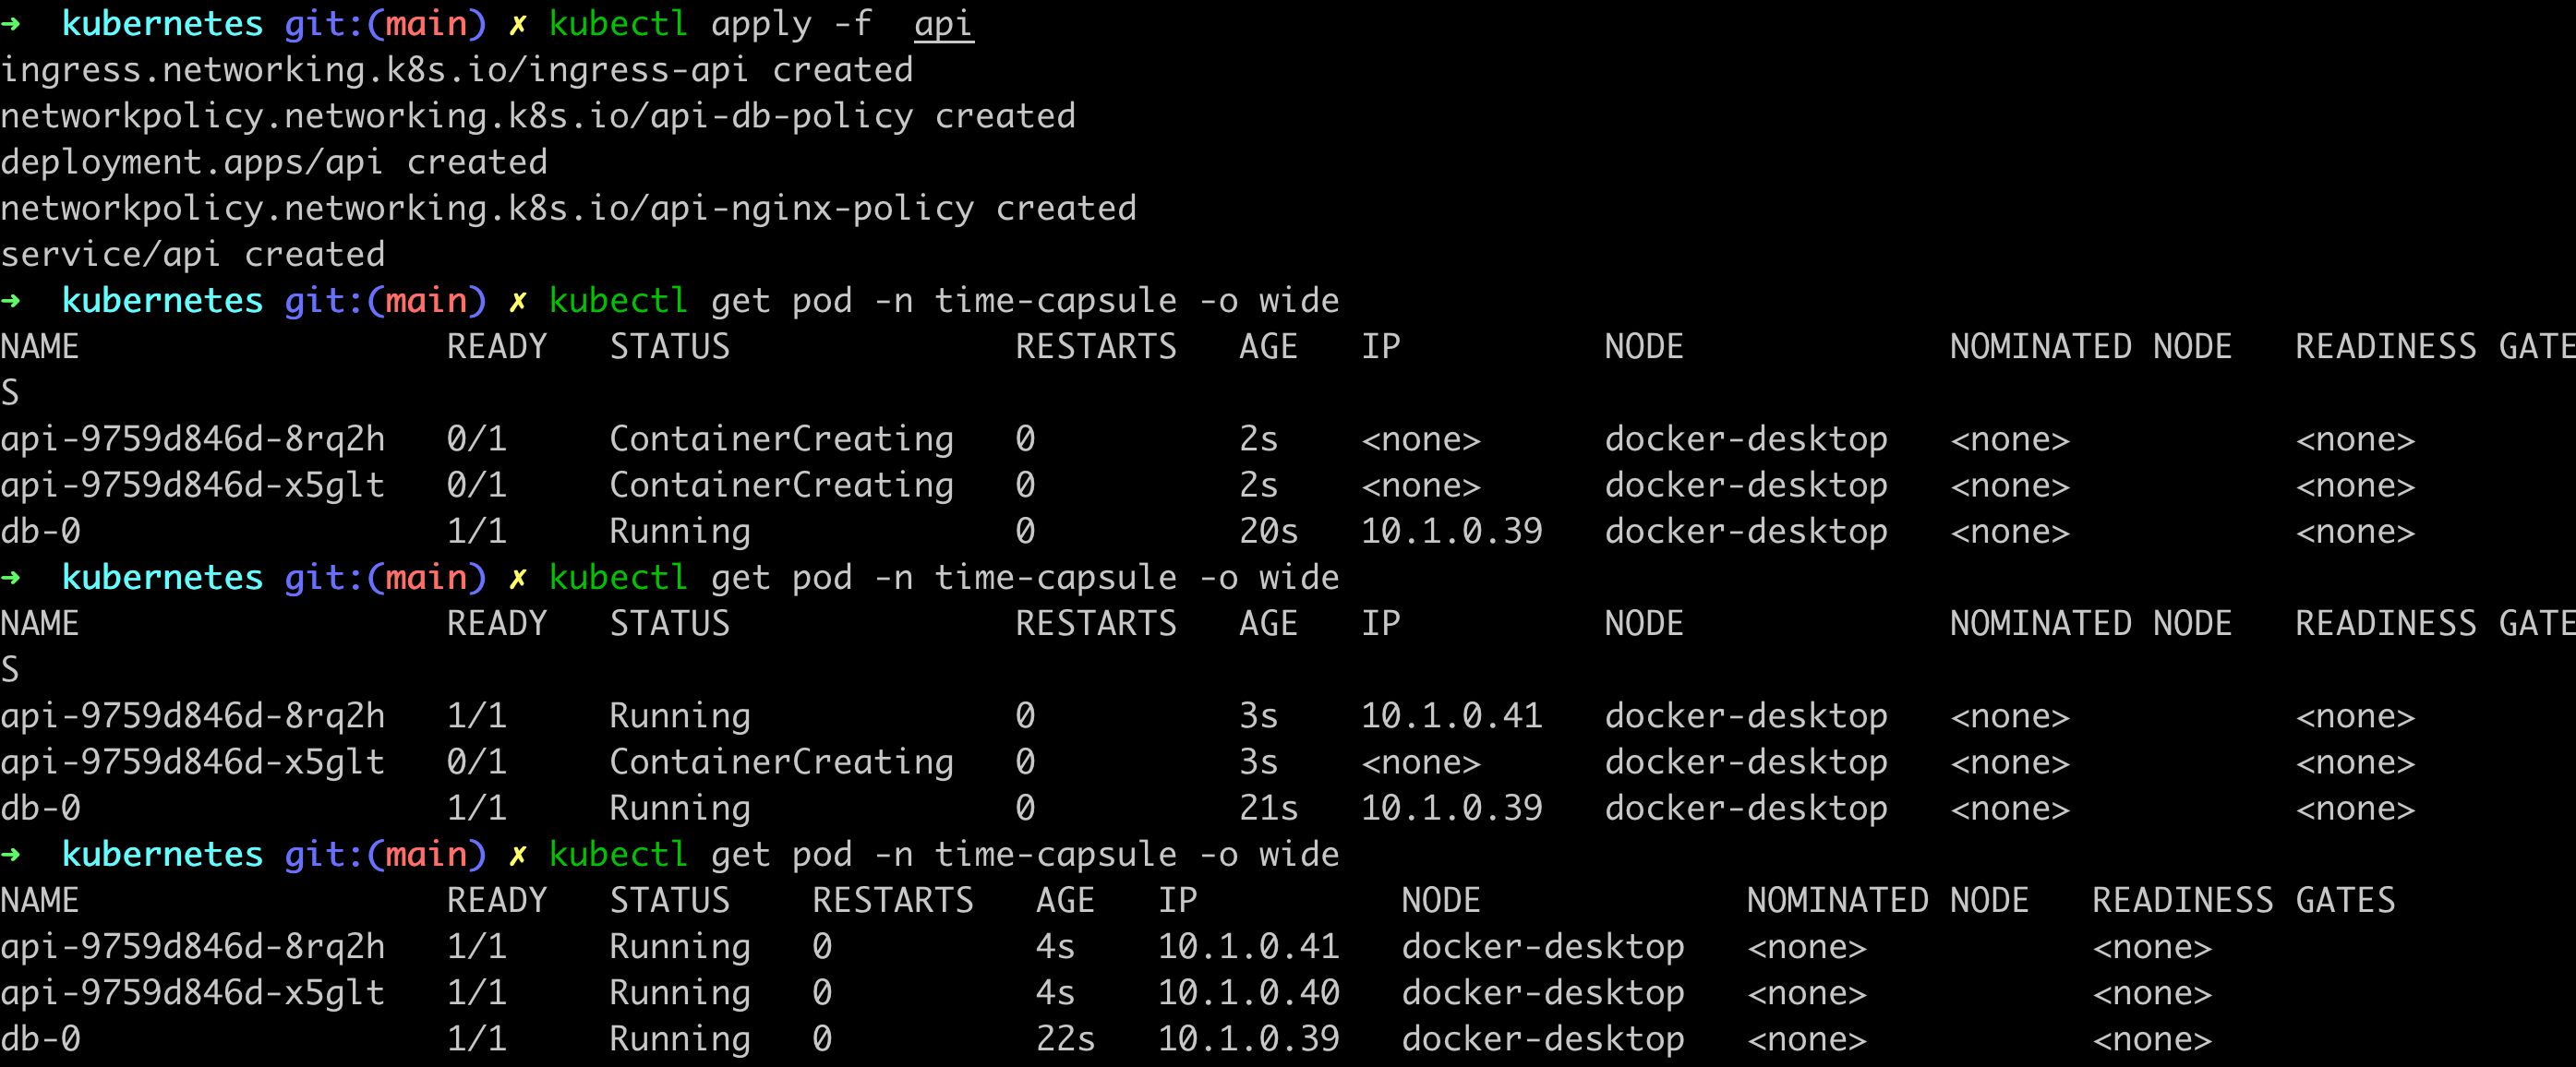 ➜  kubernetes git:(main) ✗ kubectl apply -f  api
ingress.networking.k8s.io/ingress-api created
networkpolicy.networking.k8s.io/api-db-policy created
deployment.apps/api created
networkpolicy.networking.k8s.io/api-nginx-policy created
service/api created
➜  kubernetes git:(main) ✗ kubectl get pod -n time-capsule -o wide
NAME                  READY   STATUS              RESTARTS   AGE   IP          NODE             NOMINATED NODE   READINESS GATE
S
api-9759d846d-8rq2h   0/1     ContainerCreating   0          2s    <none>      docker-desktop   <none>           <none>
api-9759d846d-x5glt   0/1     ContainerCreating   0          2s    <none>      docker-desktop   <none>           <none>
db-0                  1/1     Running             0          20s   10.1.0.39   docker-desktop   <none>           <none>
➜  kubernetes git:(main) ✗ kubectl get pod -n time-capsule -o wide
NAME                  READY   STATUS              RESTARTS   AGE   IP          NODE             NOMINATED NODE   READINESS GATE
S
api-9759d846d-8rq2h   1/1     Running             0          3s    10.1.0.41   docker-desktop   <none>           <none>
api-9759d846d-x5glt   0/1     ContainerCreating   0          3s    <none>      docker-desktop   <none>           <none>
db-0                  1/1     Running             0          21s   10.1.0.39   docker-desktop   <none>           <none>
➜  kubernetes git:(main) ✗ kubectl get pod -n time-capsule -o wide
NAME                  READY   STATUS    RESTARTS   AGE   IP          NODE             NOMINATED NODE   READINESS GATES
api-9759d846d-8rq2h   1/1     Running   0          4s    10.1.0.41   docker-desktop   <none>           <none>
api-9759d846d-x5glt   1/1     Running   0          4s    10.1.0.40   docker-desktop   <none>           <none>
db-0                  1/1     Running   0          22s   10.1.0.39   docker-desktop   <none>           <none>